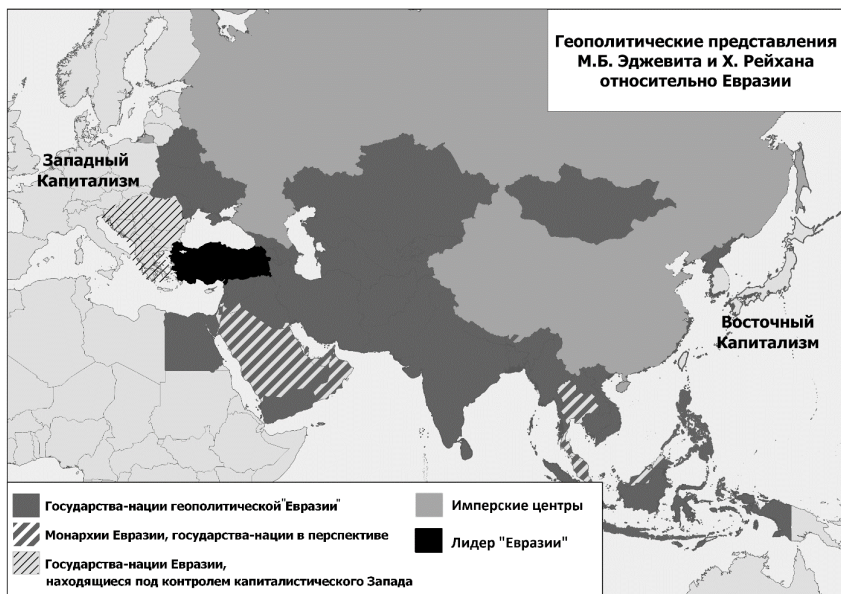 Геополитические представления
М.Б. Эджевита и Х. Рейхана
относительно Евразии
Западный
Капитализм
Восточный
Капитализм
Государства-нации геополитической"Евразии"
Монархии Евразии, государства-нации в перспективе
Государства-нации Евразии,
находящиеся под контролем капиталистического Запада
Имперские центры
Лидер "Евразии"